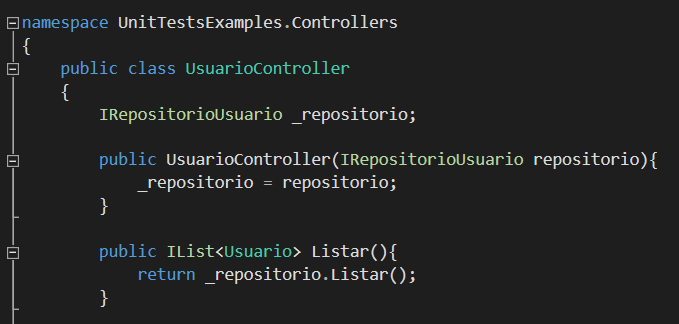 namespace UnitTestsExamples.Controllers
{
    public class UsuarioController
    {
        IRepositorioUsuario _repositorio;

        public UsuarioController(IRepositorioUsuario repositorio){
            _repositorio = repositorio;
        }

        public IList<Usuario> Listar(){
            return _repositorio.Listar();
        }